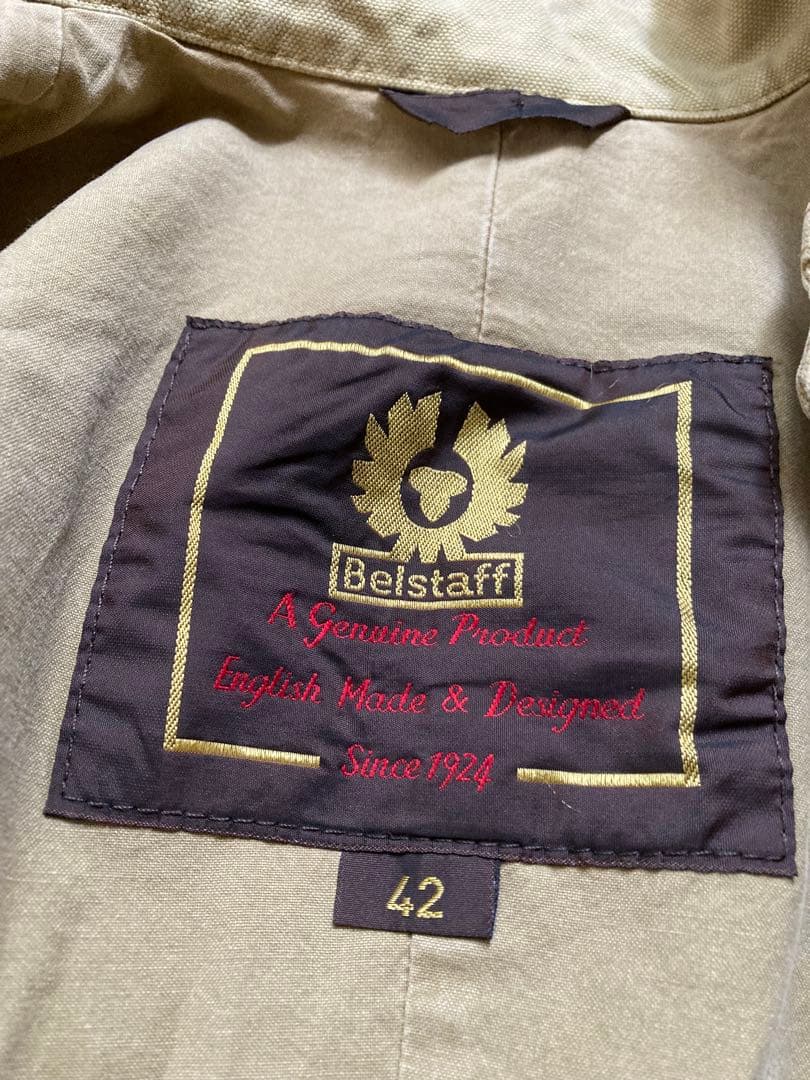 Belstaff
A Genuine Product
English Made & Designed
Since 1924
42